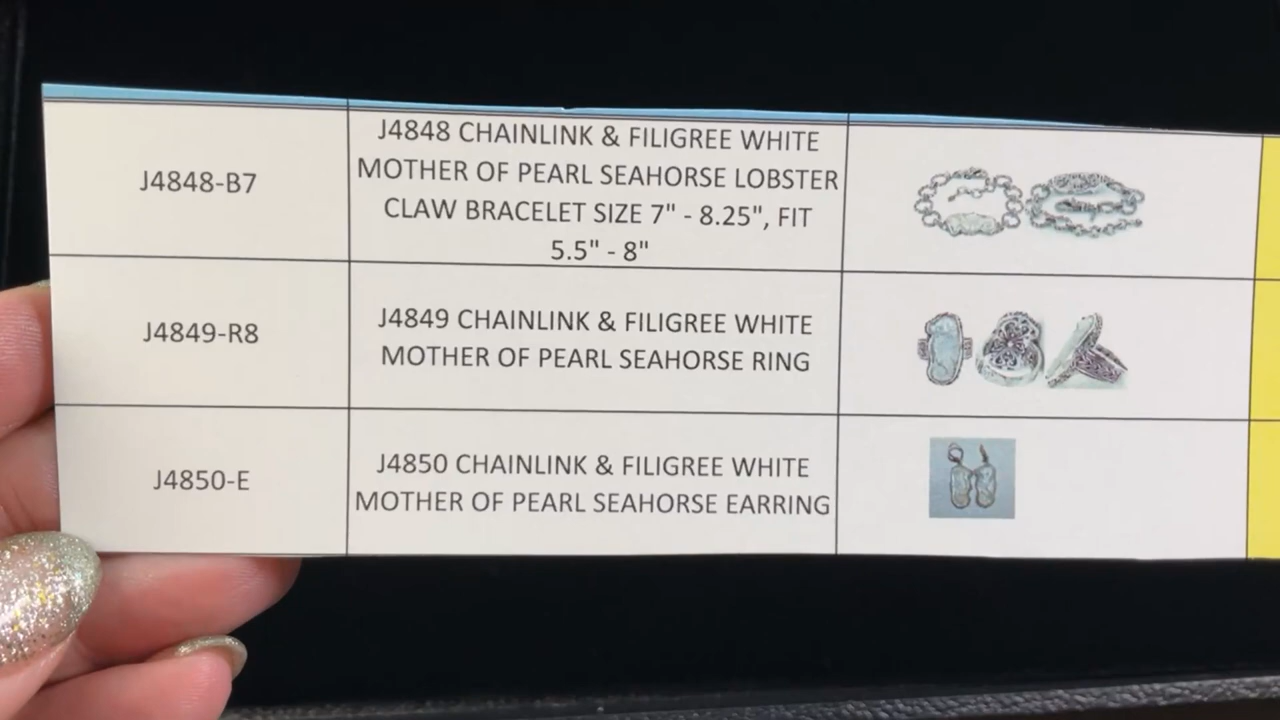 J4848-B7
J4848 CHAINLINK & FILIGREE WHITE
MOTHER OF PEARL SEAHORSE LOBSTER
CLAW BRACELET SIZE 7" - 8.25", FIT
5.5" - 8"
J4849-R8
J4849 CHAINLINK & FILIGREE WHITE
MOTHER OF PEARL SEAHORSE RING
J4850-E
J4850 CHAINLINK & FILIGREE WHITE
MOTHER OF PEARL SEAHORSE EARRING